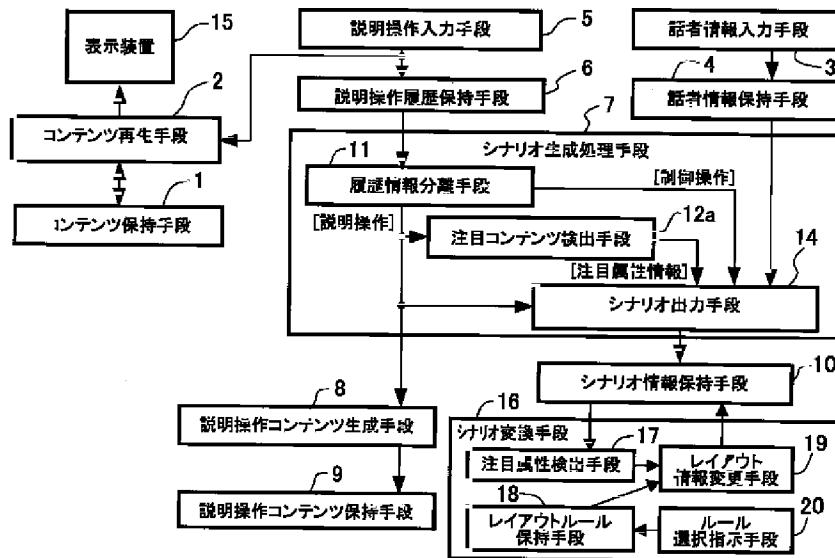 15
表示装置
説明操作入力手段
5
話者情報入力手段
3
2
6
4
説明操作履歴保持手段
話者情報保持手段
コンテンツ再生手段
7
シナリオ生成処理手段
11
履歴情報分離手段
[制御操作]
1
コンテンツ保持手段
[説明操作]
12a
注目コンテンツ検出手段
[注目属性情報]
14
シナリオ出力手段
シナリオ情報保持手段
10
8
説明操作コンテンツ生成手段
16
シナリオ変換手段
17
注目属性検出手段
レイアウト
情報変更手段
19
9
説明操作コンテンツ保持手段
18
レイアウトルール
保持手段
ルール
選択指示手段
20